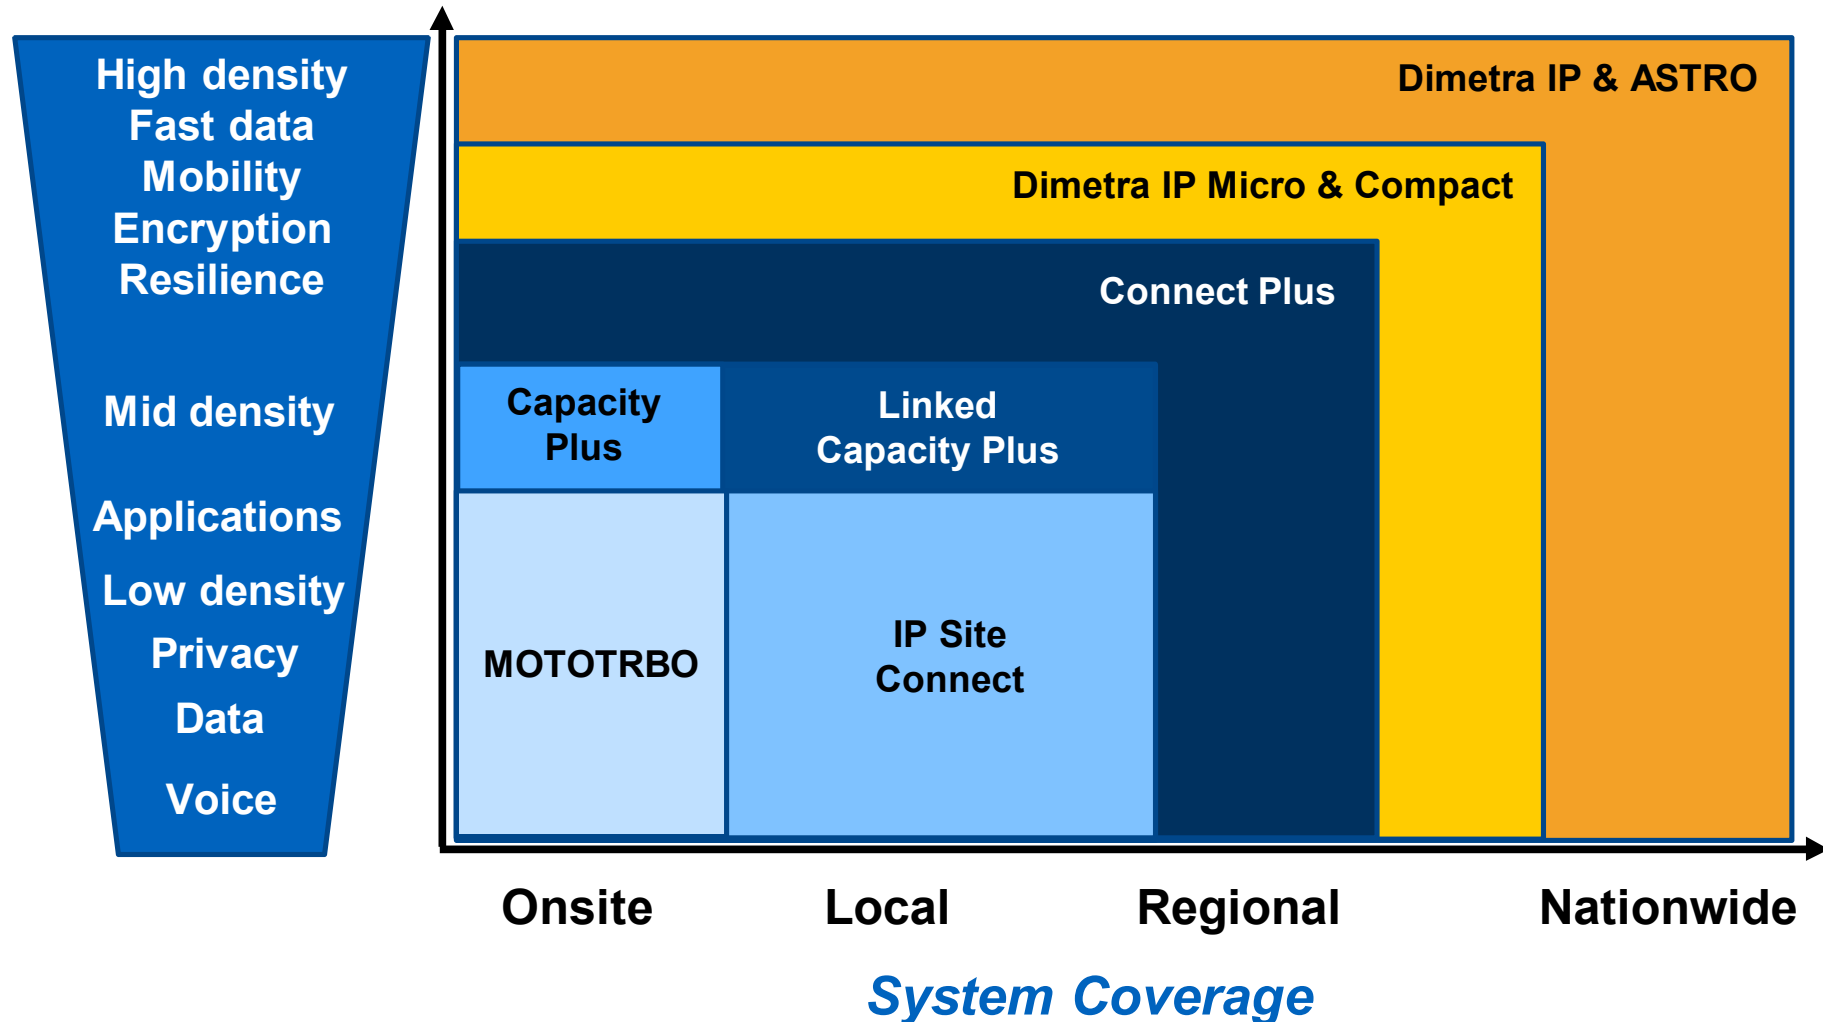 High density
Fast data
Mobility
Encryption
Resilience
Mid density
Applications
Low density
Privacy
Data
Voice
Dimetra IP & ASTRO
Dimetra IP Micro & Compact
Connect Plus
Capacity
Plus
Linked
Capacity Plus
MOTOTRBO
IP Site
Connect
Onsite
Local
Regional
Nationwide
System Coverage